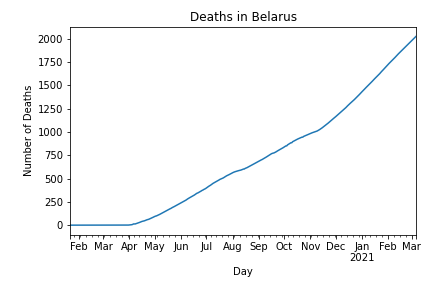 Deaths in Belarus
2000
1750
1500
1250
1000
750
500
250
0
Number of Deaths
Feb Mar Apr May Jun Jul Aug Sep Oct Nov Dec Jan Feb Mar
2021
Day